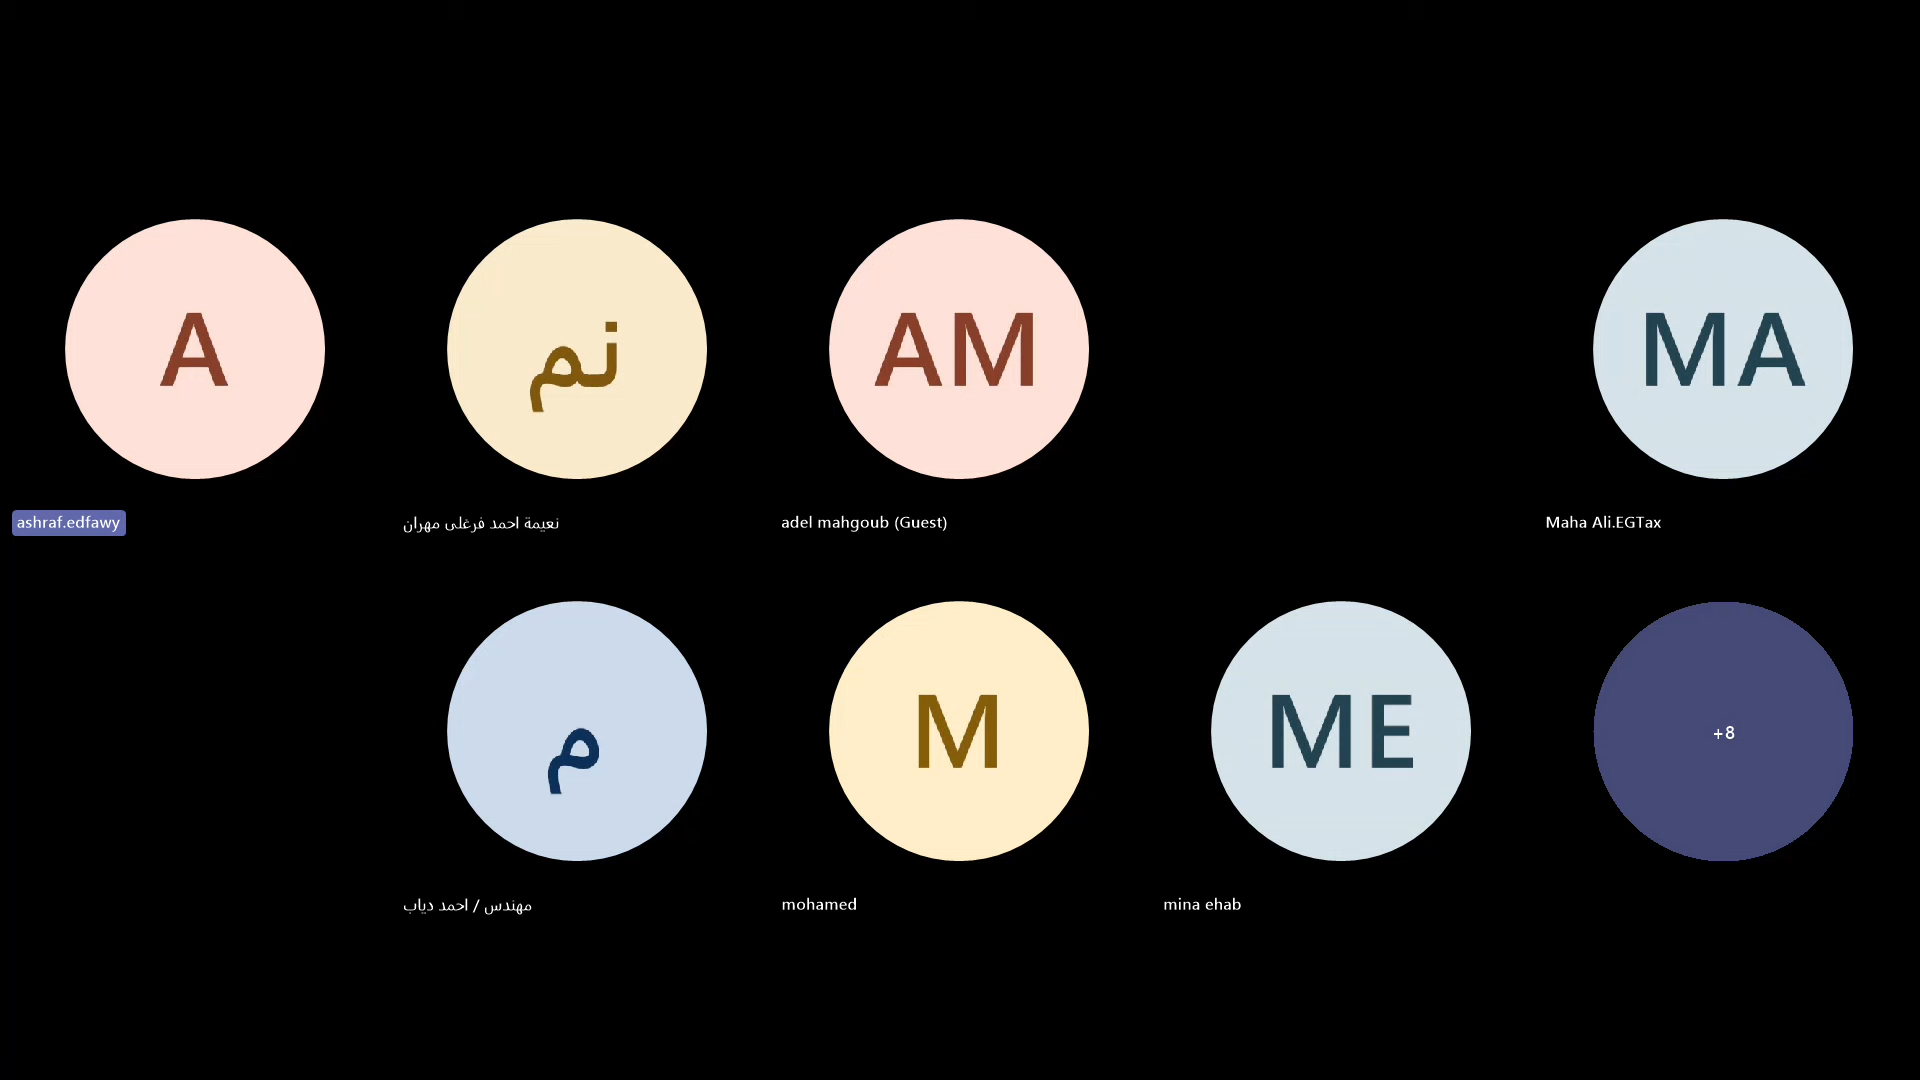 A
نم
AM
MA
ashraf.edfawy
نعيمة احمد فرغلى مهران
adel mahgoub (Guest)
Maha Ali.EGTax
م
M
ME
+8
مهندس / احمد دياب
mohamed
mina ehab